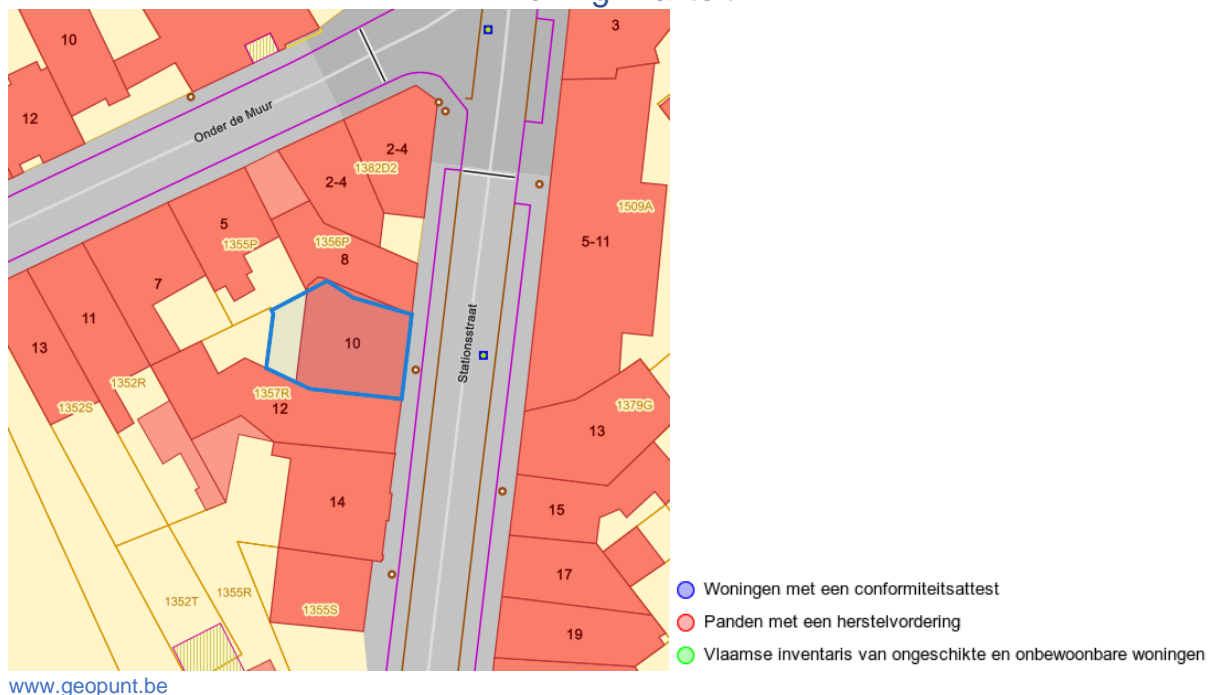 3
10
12
Onder de Muur
2-4
1382D2
2-4
1509A
5
1355P
1356P
8
5-11
7
11
10
Stationsstraat
13
1352R
1357R
12
1352S
1379G
13
14
15
17
1352T
1355R
1355S
19
Woningen met een conformiteitsattest
Panden met een herstelvordering
Vlaamse inventaris van ongeschikte en onbewoonbare woningen
www.geopunt.be